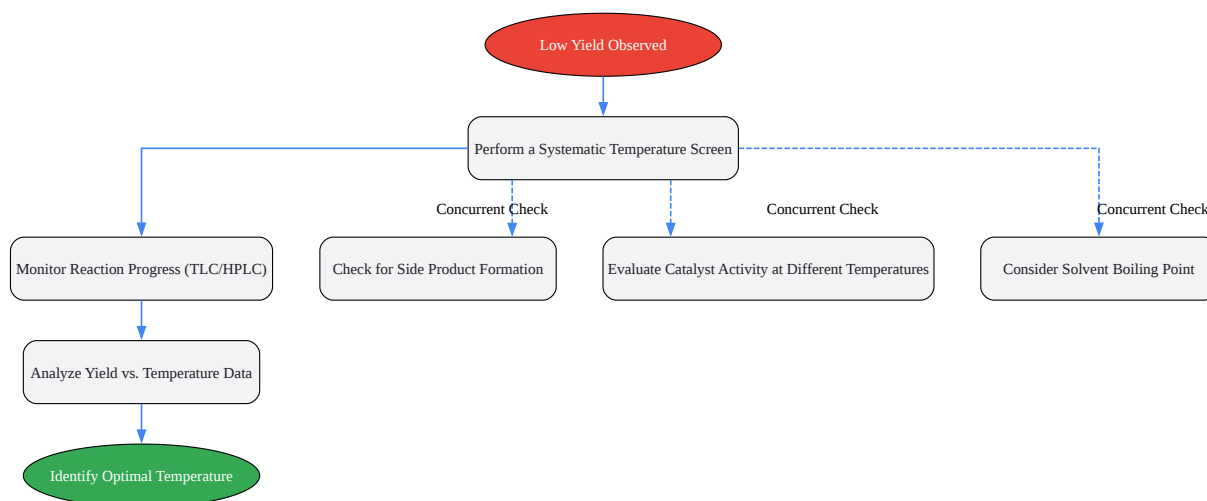 Low Yield Observed
Perform a Systematic Temperature Screen
Concurrent Check
Concurrent Check
Concurrent Check
Monitor Reaction Progress (TLC/HPLC)
Check for Side Product Formation
Evaluate Catalyst Activity at Different Temperatures
Consider Solvent Boiling Point
Analyze Yield vs. Temperature Data
Identify Optimal Temperature